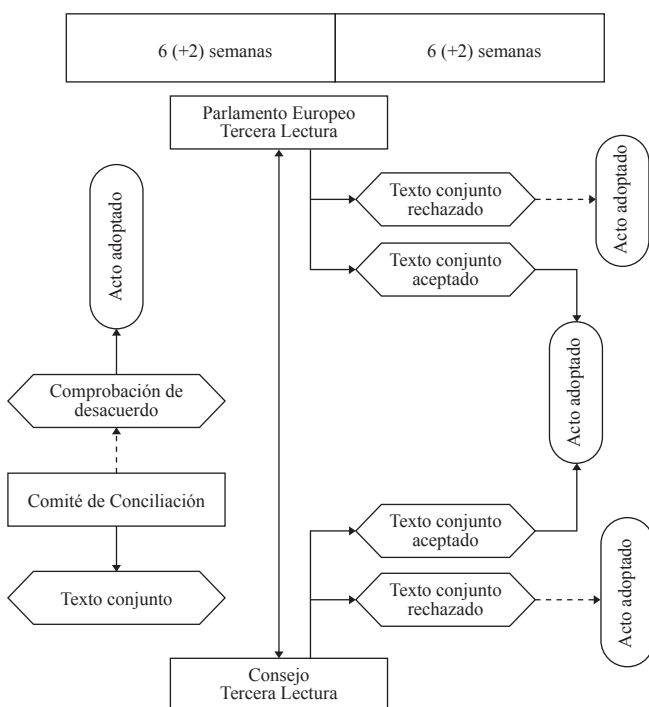 6 (+2) semanas
6 (+2) semanas
Parlamento Europeo
Tercera Lectura
Texto conjunto
rechazado
Acto adoptado
Texto conjunto
aceptado
Acto adoptado
Acto adoptado
Comprobación de
desacuerdo
Comité de Conciliación
Texto conjunto
Texto conjunto
aceptado
Texto conjunto
rechazado
Acto adoptado
Consejo
Tercera Lectura